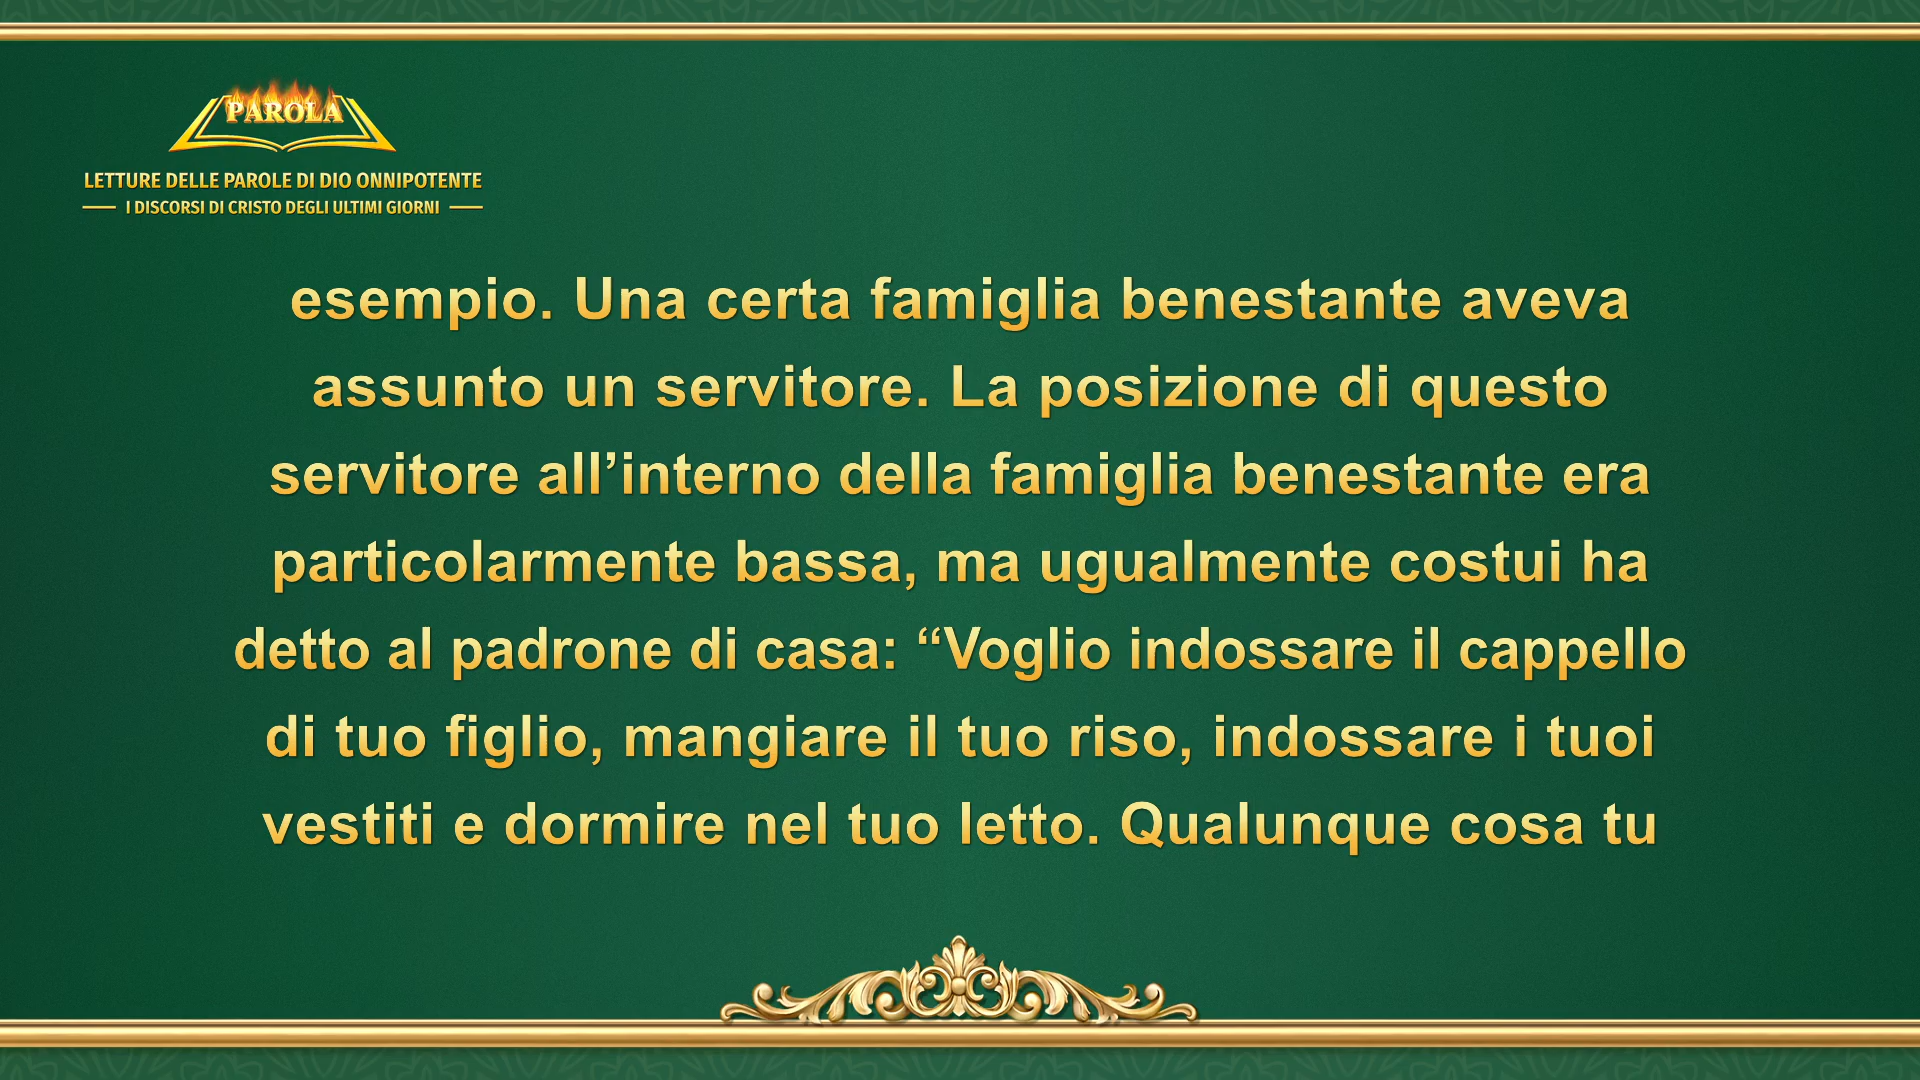 PAROLA
LETTURE DELLE PAROLE DI DIO ONNIPOTENTE
I DISCORSI DI CRISTO DEGLI ULTIMI GIORNI
esempio. Una certa famiglia benestante aveva
assunto un servitore. La posizione di questo
servitore all’interno della famiglia benestante era
particolarmente bassa, ma ugualmente costui ha
detto al padrone di casa: “Voglio indossare il cappello
di tuo figlio, mangiare il tuo riso, indossare i tuoi
vestiti e dormire nel tuo letto. Qualunque cosa tu